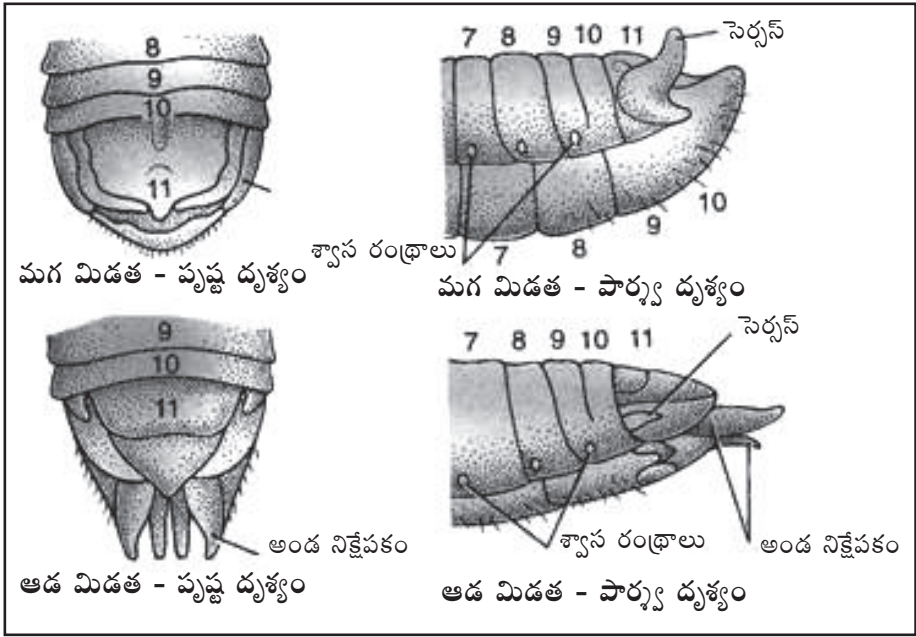 8
9
10
11
మగ మిడత - పృష్ట దృశ్యం
7 8 9 10 11
సెర్సస్
10
9
8
7
శ్వాస రంధ్రాలు
మగ మిడత - పార్శ్వ దృశ్యం
9
10
11
అండ నిక్షేపకం
ఆడ మిడత - పృష్ట దృశ్యం
7 8 9 10 11
సెర్సస్
శ్వాస రంధ్రాలు
అండ నిక్షేపకం
ఆడ మిడత - పార్శ్వ దృశ్యం